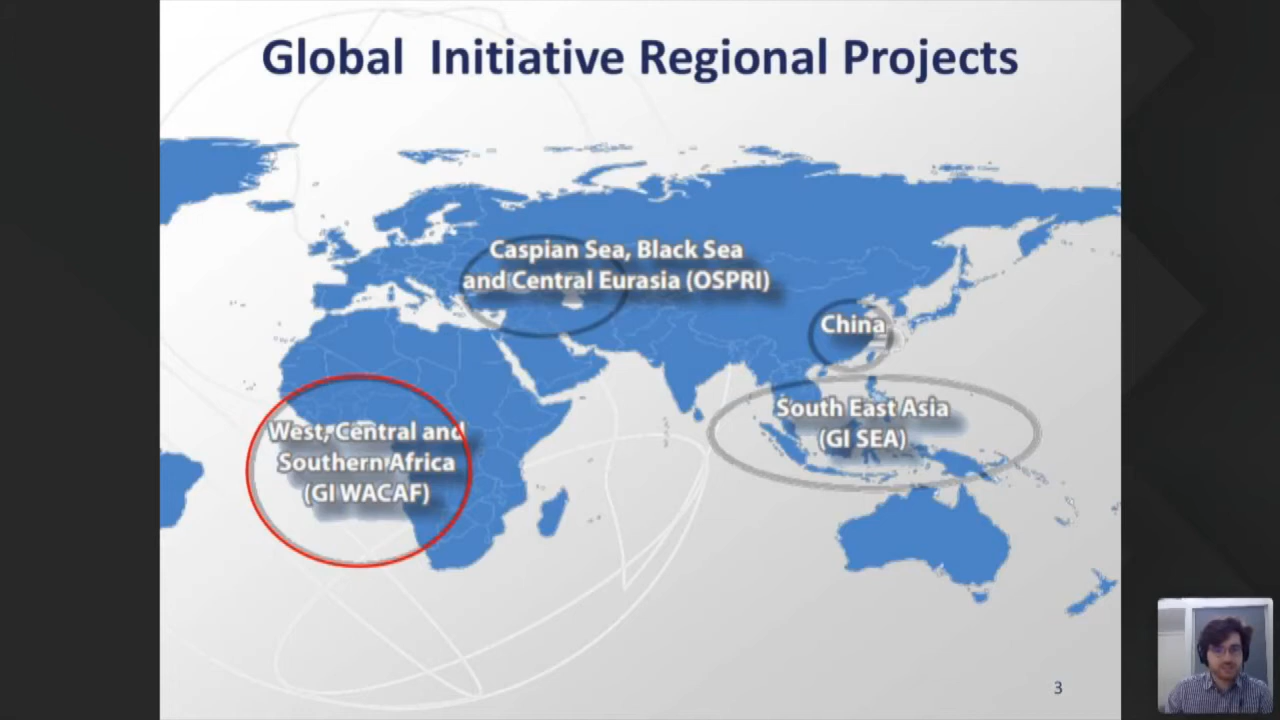 Global Initiative Regional Projects
Caspian Sea, Black Sea
and Central Eurasia (OSPRI)
China
South East Asia
(GI SEA)
West, Central and
Southern Africa
(GI WACAF)
3